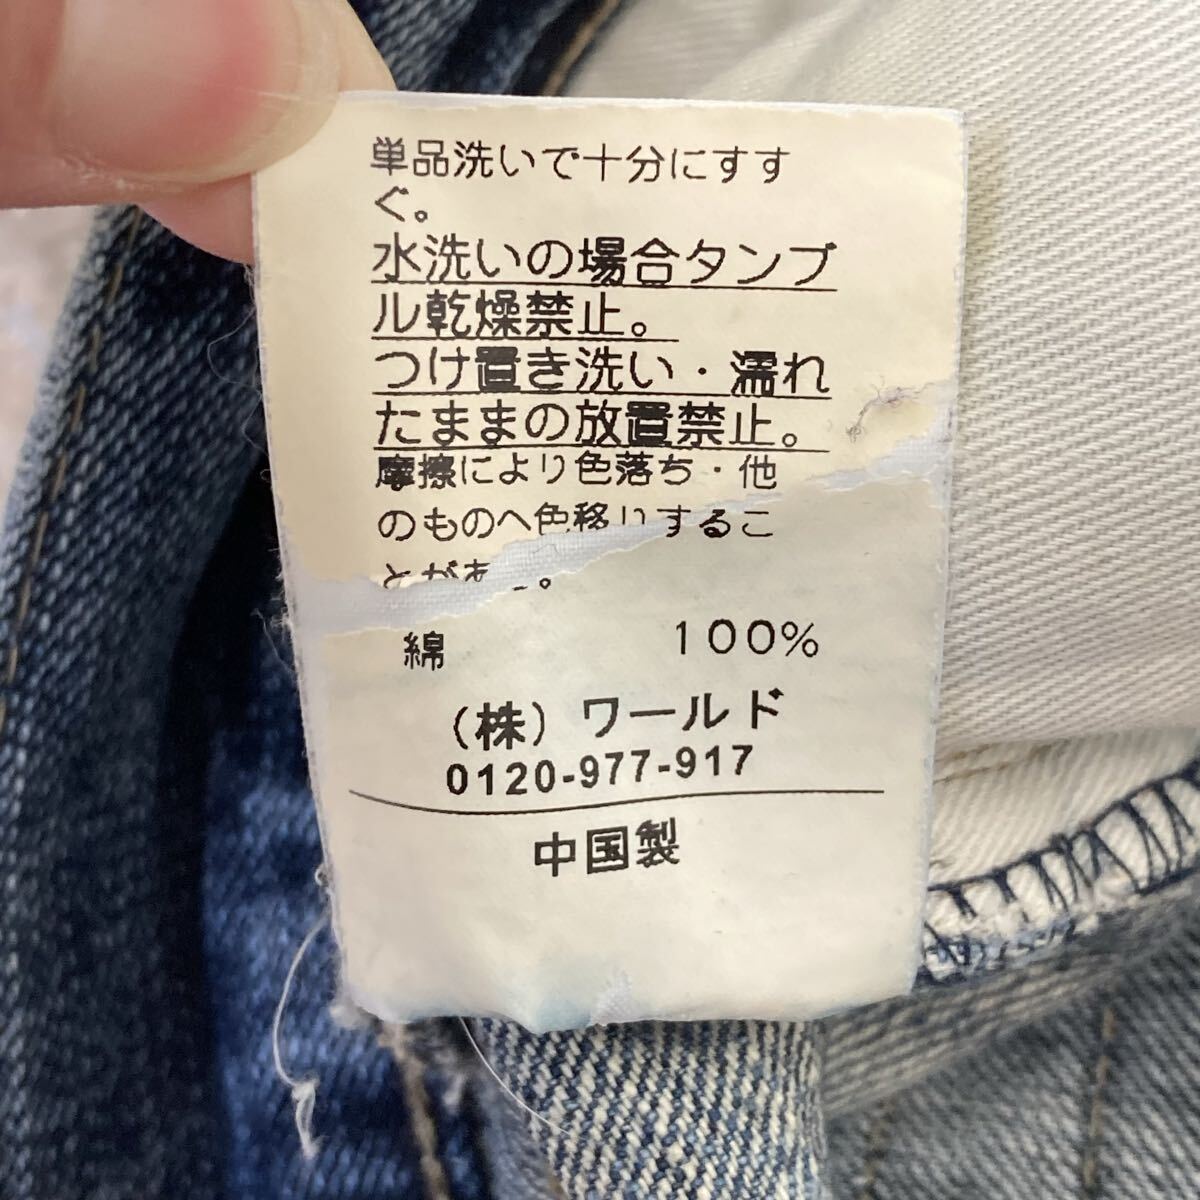 単品洗いで十分にすす
ぐ。
水洗いの場合タンブ
ル乾燥禁止。
つけ置き洗い・濡れ
たままの放置禁止。
摩擦により色落ち・他
のものへ色移りするこ
とがあ
綿 100%
（株）ワールド
0120-977-917
中国製